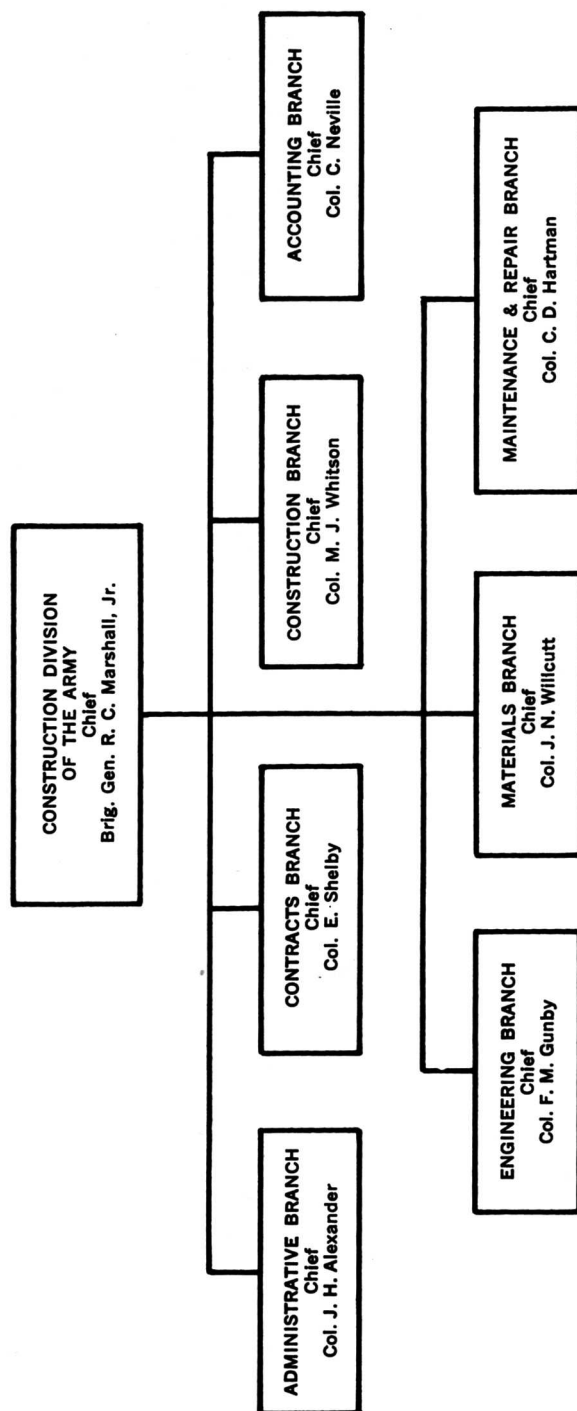 CONSTRUCTION DIVISION
OF THE ARMY
Chief
Brig. Gen. R. C. Marshall, Jr.
ADMINISTRATIVE BRANCH
Chief
Col. J. H. Alexander
CONTRACTS BRANCH
Chief
Col. E. Shelby
CONSTRUCTION BRANCH
Chief
Col. M. J. Whitson
ACCOUNTING BRANCH
Chief
Col. C. Neville
ENGINEERING BRANCH
Chief
Col. F. M. Gunby
MATERIALS BRANCH
Chief
Col. J. N. Willcutt
MAINTENANCE & REPAIR BRANCH
Chief
Col. C. D. Hartman